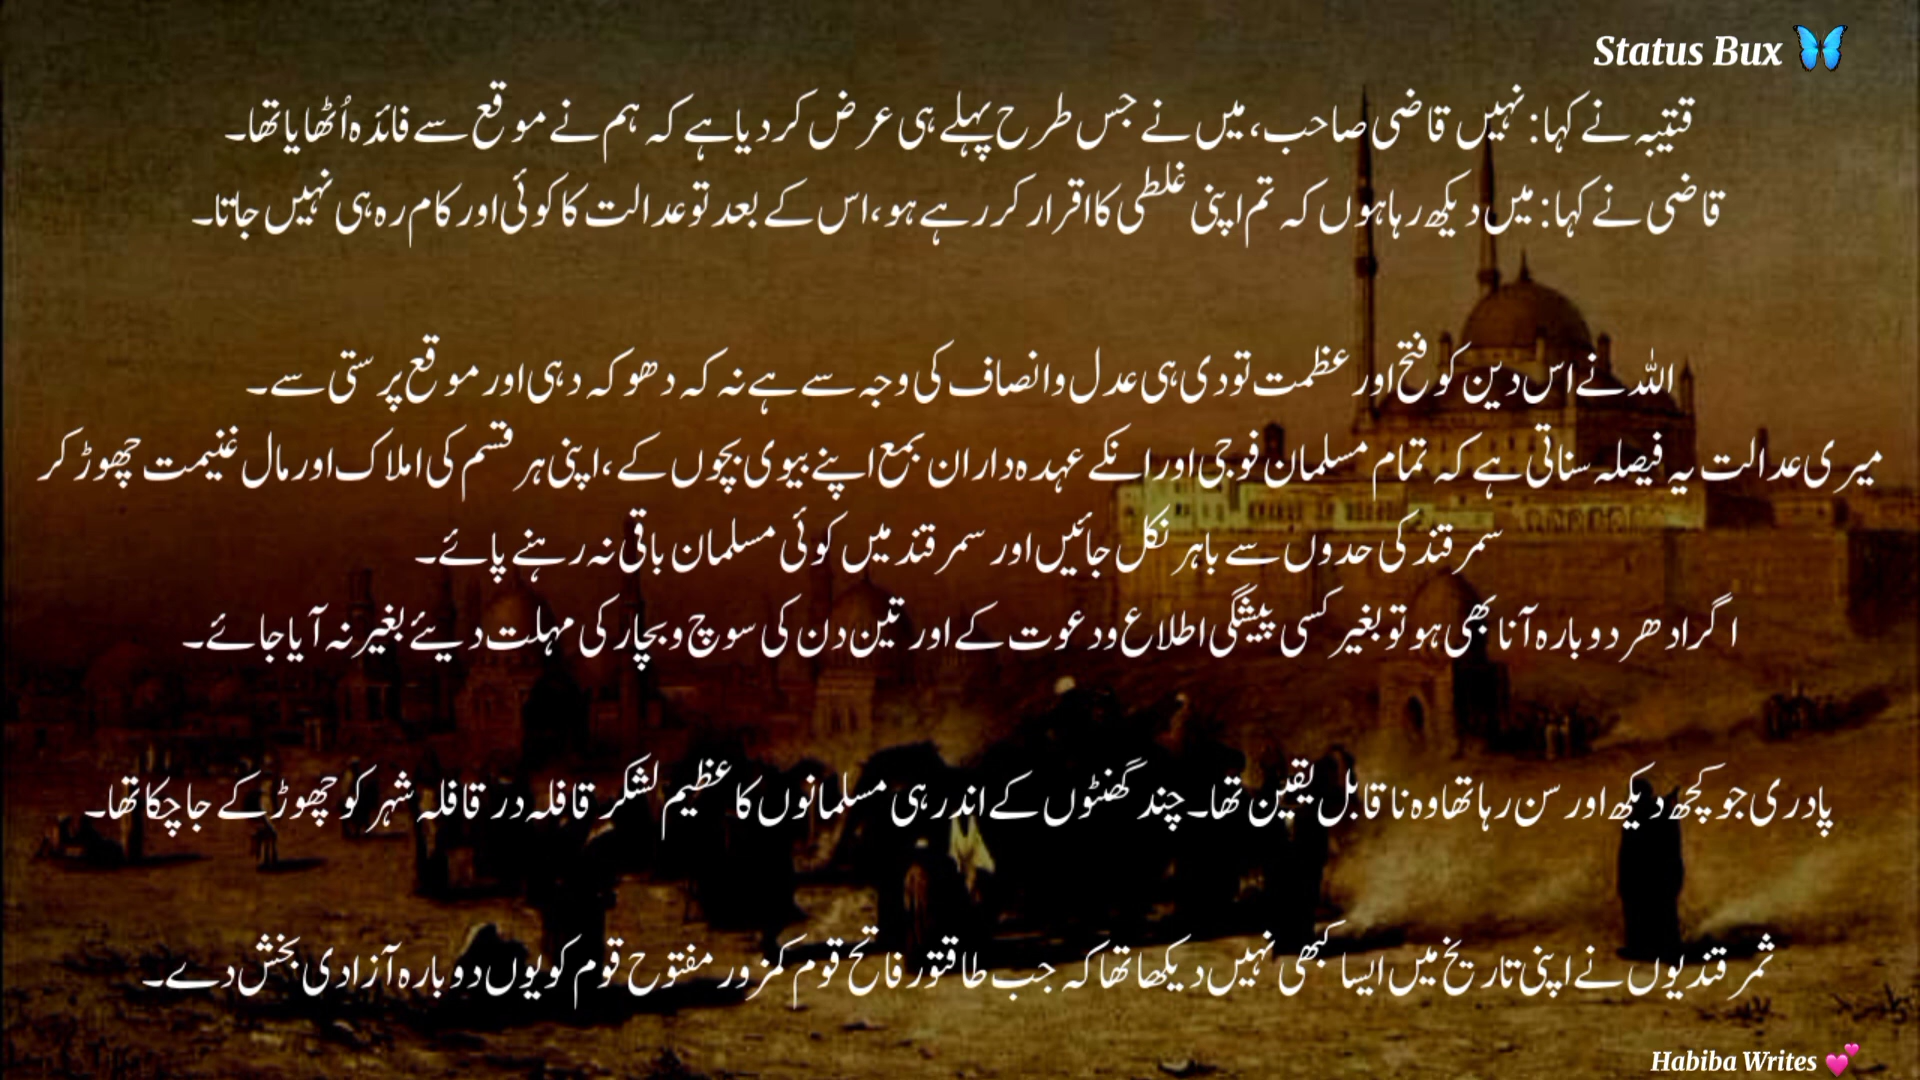 Status Bux 🦋
قتیبہ نے کہا: نہیں قاضی صاحب، میں نے جس طرح پہلے ہی عرض کر دیا ہے کہ ہم نے موقع سے فائدہ اُٹھایا تھا۔
قاضی نے کہا: میں دیکھ رہا ہوں کہ تم اپنی غلطی کا اقرار کر رہے ہو، اس کے بعد تو عدالت کا کوئی اور کام رہ ہی نہیں جاتا۔
اللہ نے اس دین کو فتح اور عظمت تو دی ہی عدل و انصاف کی وجہ سے ہے نہ کہ دھوکہ دہی اور موقع پرستی سے۔
میری عدالت یہ فیصلہ سناتی ہے کہ تمام مسلمان فوجی اور انکے عہدہ داران بمع اپنے بیوی بچوں کے، اپنی ہر قسم کی املاک اور مال غنیمت چھوڑ کر
سمرقند کی حدوں سے باہر نکل جائیں اور سمرقند میں کوئی مسلمان باقی نہ رہنے پائے۔
اگر ادھر دوبارہ آنا بھی ہو تو بغیر کسی پیشگی اطلاع و دعوت کے اور تین دن کی سوچ و بچار کی مہلت دیئے بغیر نہ آیا جائے۔
پادری جو کچھ دیکھ اور سن رہا تھا وہ ناقابل یقین تھا۔ چند گھنٹوں کے اندر ہی مسلمانوں کا عظیم لشکر قافلہ در قافلہ شہر کو چھوڑ کے جا چکا تھا۔
ثمرقندیوں نے اپنی تاریخ میں ایسا کبھی نہیں دیکھا تھا کہ جب طاقتور فاتح قوم کمزور مفتوح قوم کو یوں دوبارہ آزادی بخش دے۔
Habiba Writes 💕